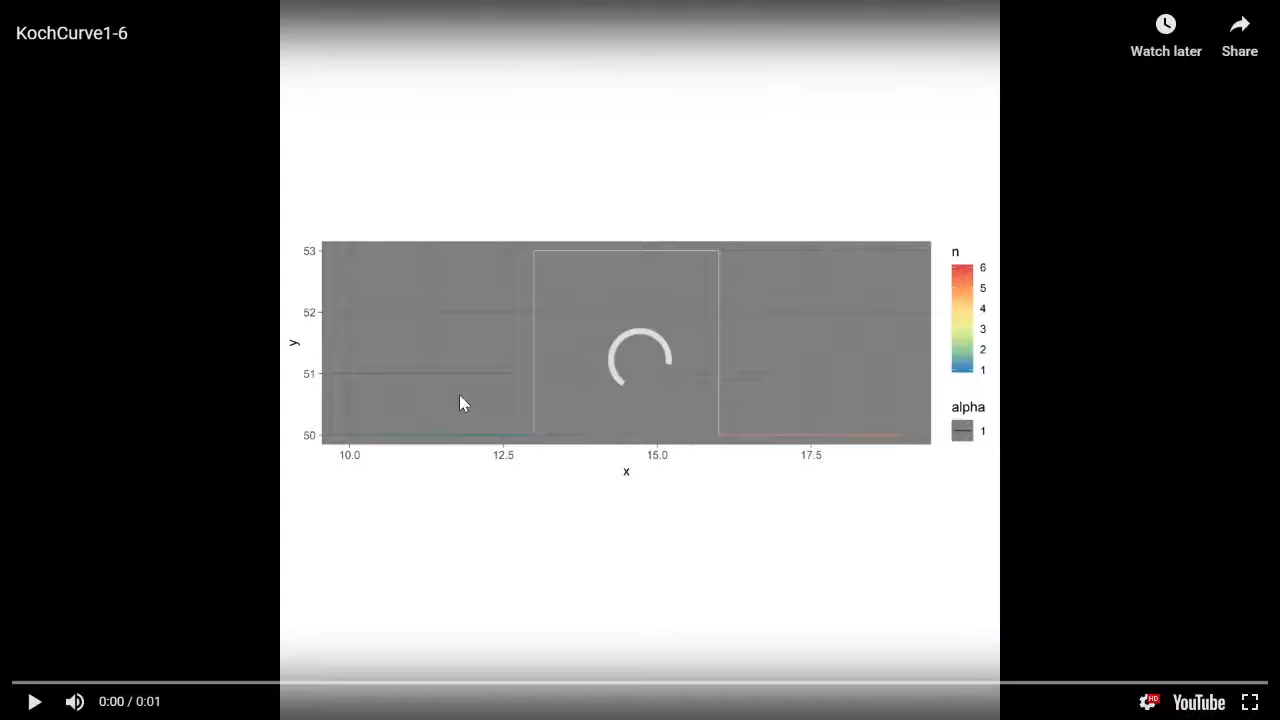 KochCurve1-6
Watch later
Share
53
52
51
50
y
10.0
12.5
15.0
17.5
x
n
6
5
4
3
2
1
alpha
1
0:00 / 0:01
HD
YouTube